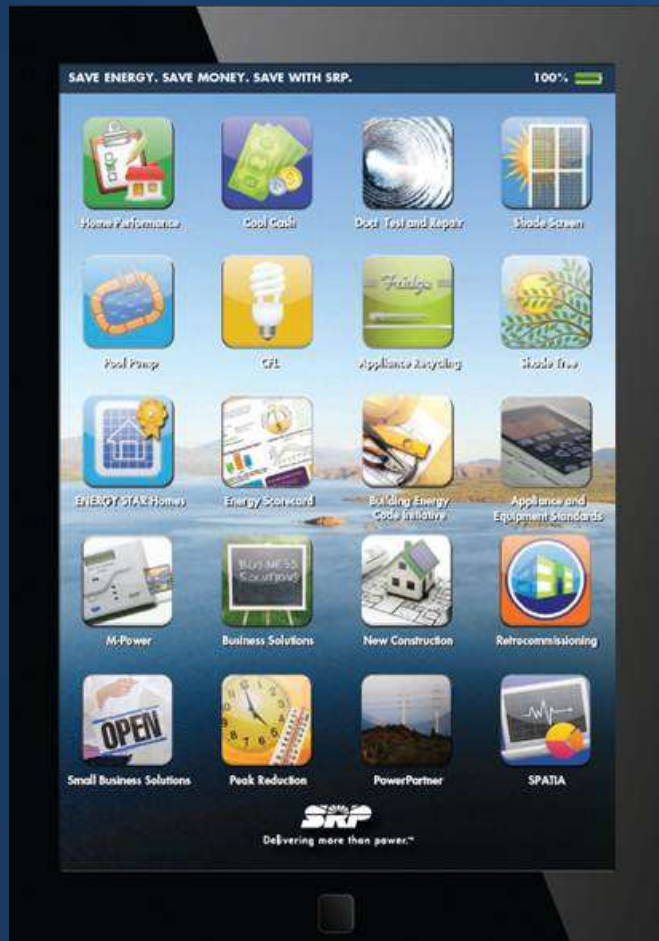 SAVE ENERGY. SAVE MONEY. SAVE WITH SRP.
100%
Home Performance
Cool Cash
Duct Test and Repair
Shade Screen
Fridge
Pool Pump
CFL
Appliance Recycling
Shade Tree
ENERGY STAR Homes
Energy Scorecard
Building Energy
Code Initiative
Appliance and
Equipment Standards
BUSINESS
SOLUTIONS
M-Power
Business Solutions
New Construction
Retrocommissioning
OPEN
Small Business Solutions
Peak Reduction
PowerPartner
SPATIA
SRP
Delivering more than power.™